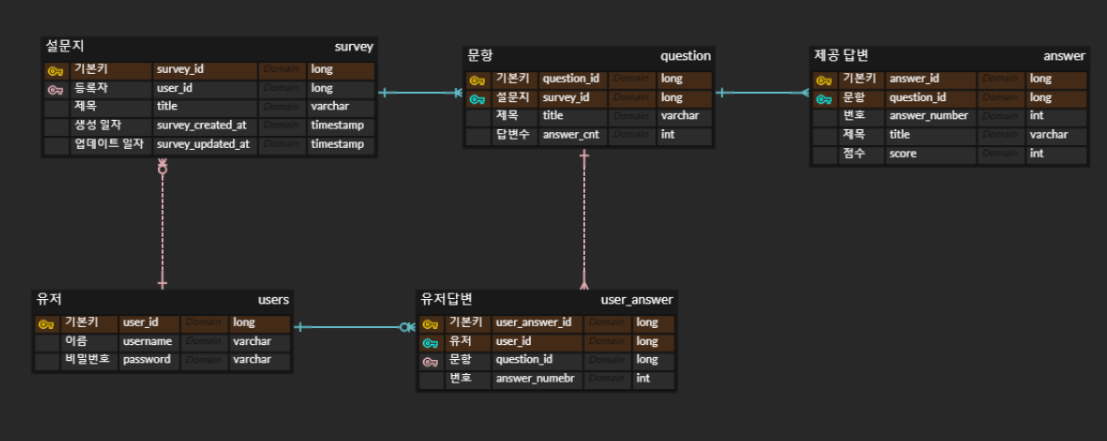 설문지 survey
기본키 survey_id Domain long
등록자 user_id Domain long
제목 title Domain varchar
생성 일자 survey_created_at Domain timestamp
업데이트 일자 survey_updated_at Domain timestamp
문항 question
기본키 question_id Domain long
설문지 survey_id Domain long
제목 title Domain varchar
답변수 answer_cnt Domain int
제공 답변 answer
기본키 answer_id Domain long
문항 question_id Domain long
번호 answer_number Domain int
제목 title Domain varchar
점수 score Domain int
유저 users
기본키 user_id Domain long
이름 username Domain varchar
비밀번호 password Domain varchar
유저답변 user_answer
기본키 user_answer_id Domain long
유저 user_id Domain long
문항 question_id Domain long
번호 answer_numebr Domain int